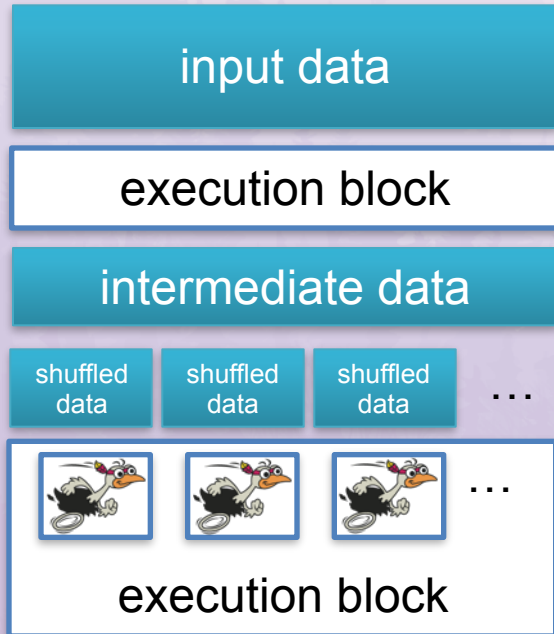 input data
execution block
intermediate data
shuffled shuffled shuffled
data data data ...
...
execution block